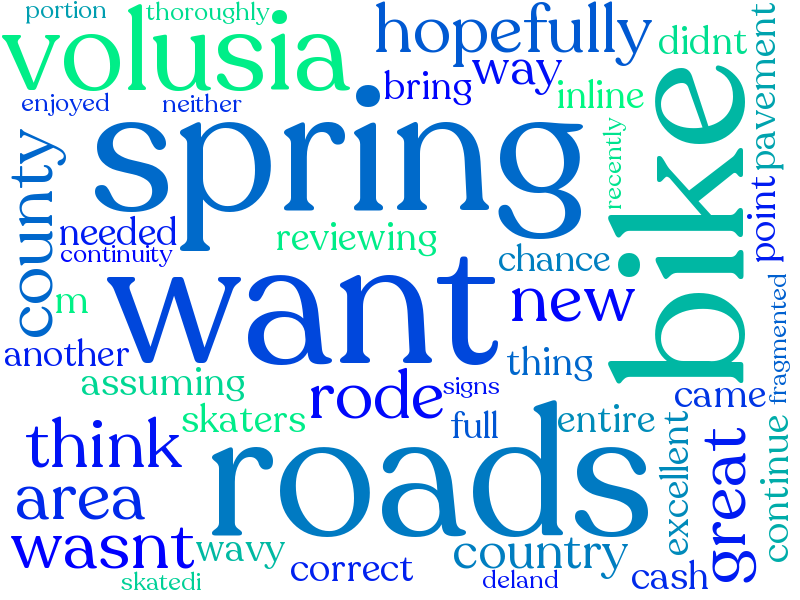 portion
thoroughly
hopefully
didnt
pavement
volusia
bring
way
inline
enjoyed
neither
spring
bike
recently
county
needed
continuity
reviewing
chance
point
m
want
new
fragmented
another
assuming
thing
rode
signs
came
skaters
full
entire
think
roads
excellent
great
continue
area
wasnt
wavy
country
correct
skatedi
deland
cash